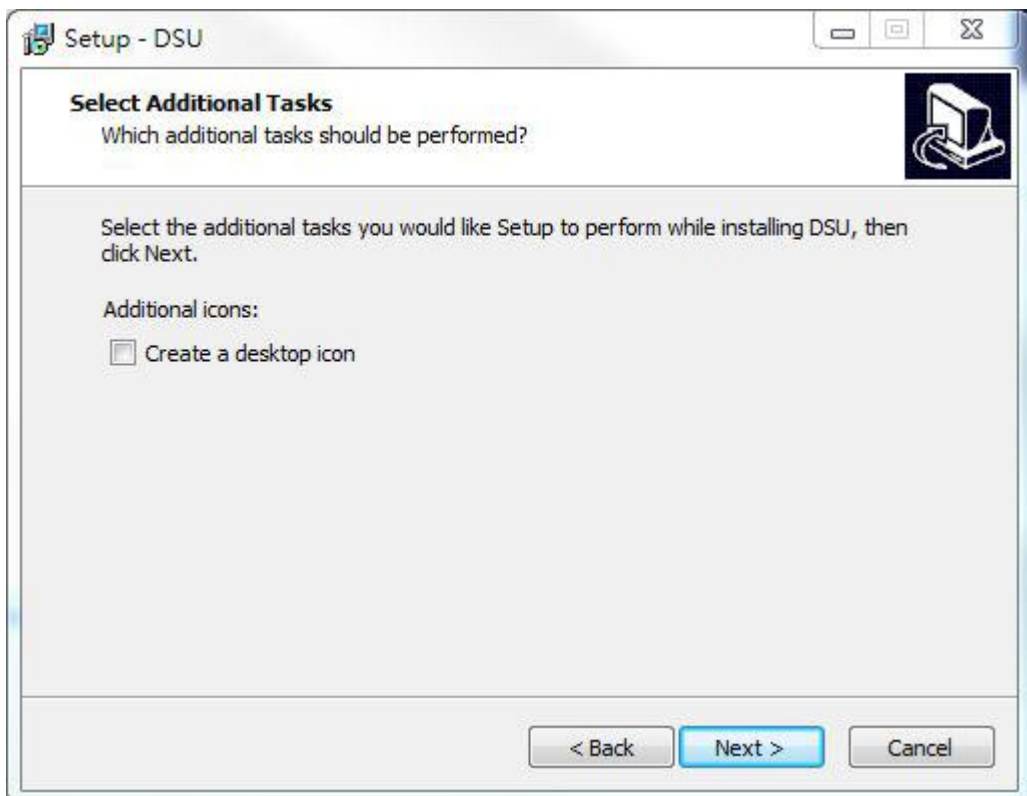 Setup - DSU
Select Additional Tasks
Which additional tasks should be performed?
Select the additional tasks you would like Setup to perform while installing DSU, then
click Next.
Additional icons:
Create a desktop icon
< Back
Next >
Cancel